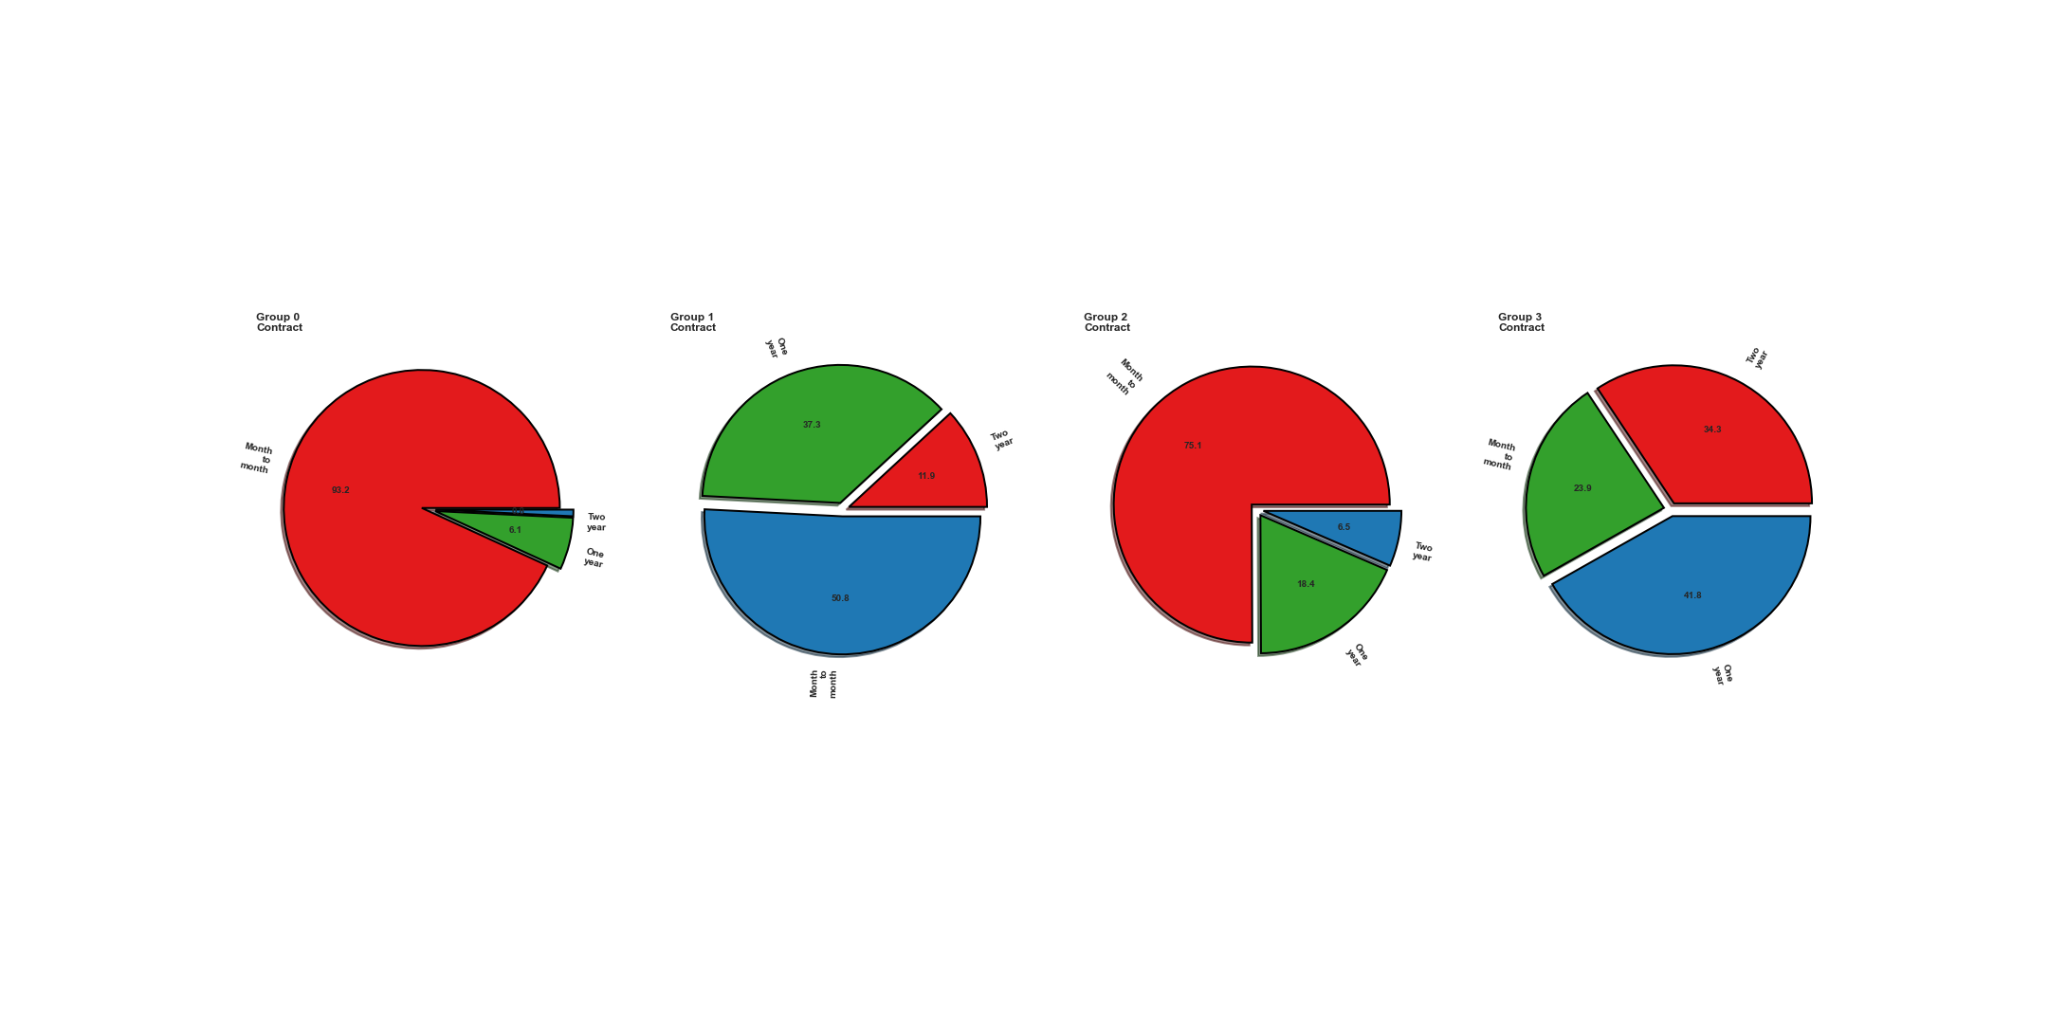 Group 0
Contract
Month
to
month
93.2
6.1
Two
year
One
year
Group 1
Contract
One
year
37.3
Two
year
11.9
50.8
Month
to
month
Group 2
Contract
Month
to
month
75.1
6.5
Two
year
18.4
One
year
Group 3
Contract
Two
year
34.3
Month
to
month
23.9
41.8
One
year